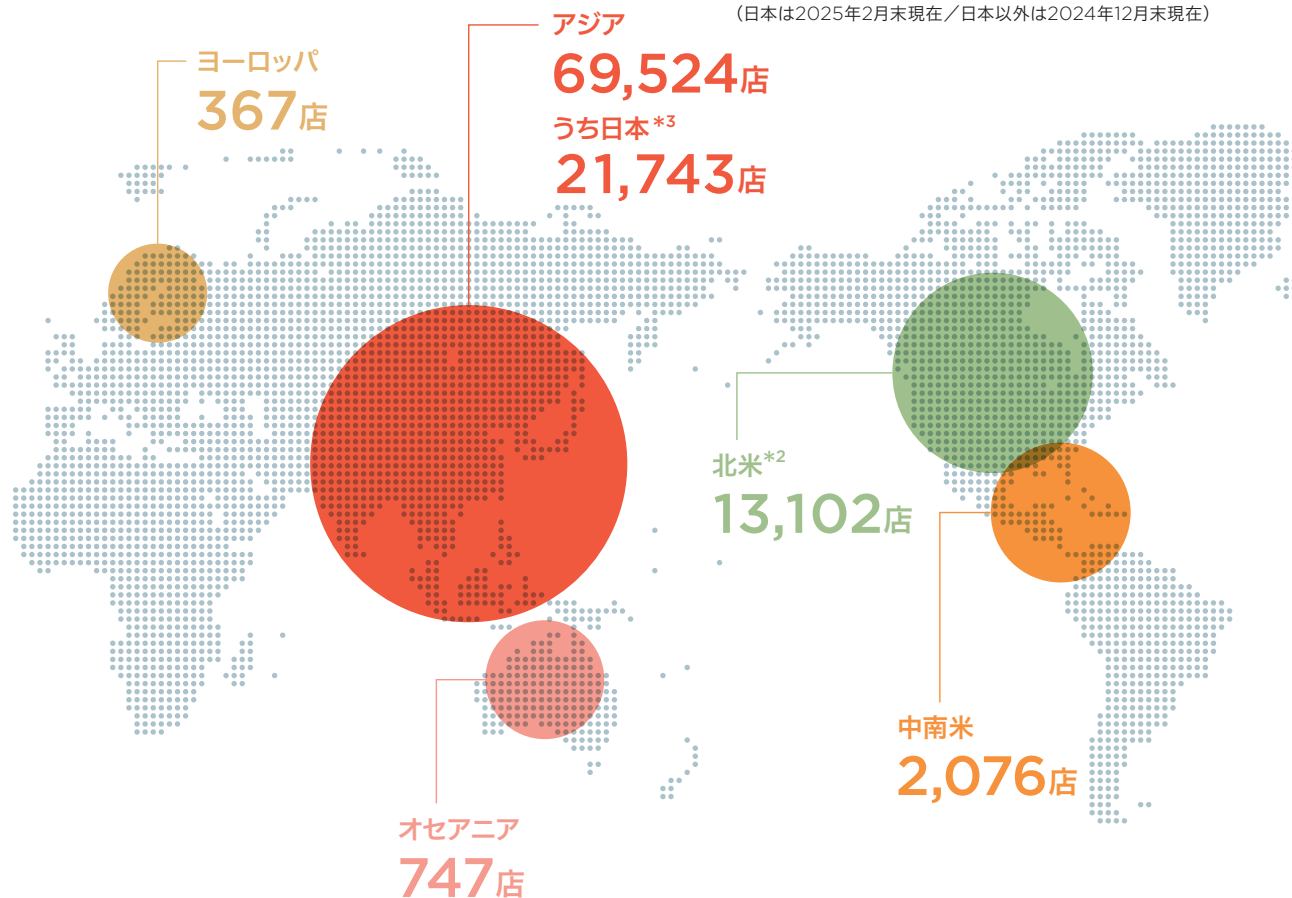 (日本は2025年2月末現在／日本以外は2024年12月末現在)
アジア
69,524店
うち日本*3
21,743店
ヨーロッパ
367店
北米*2
13,102店
中南米
2,076店
オセアニア
747店